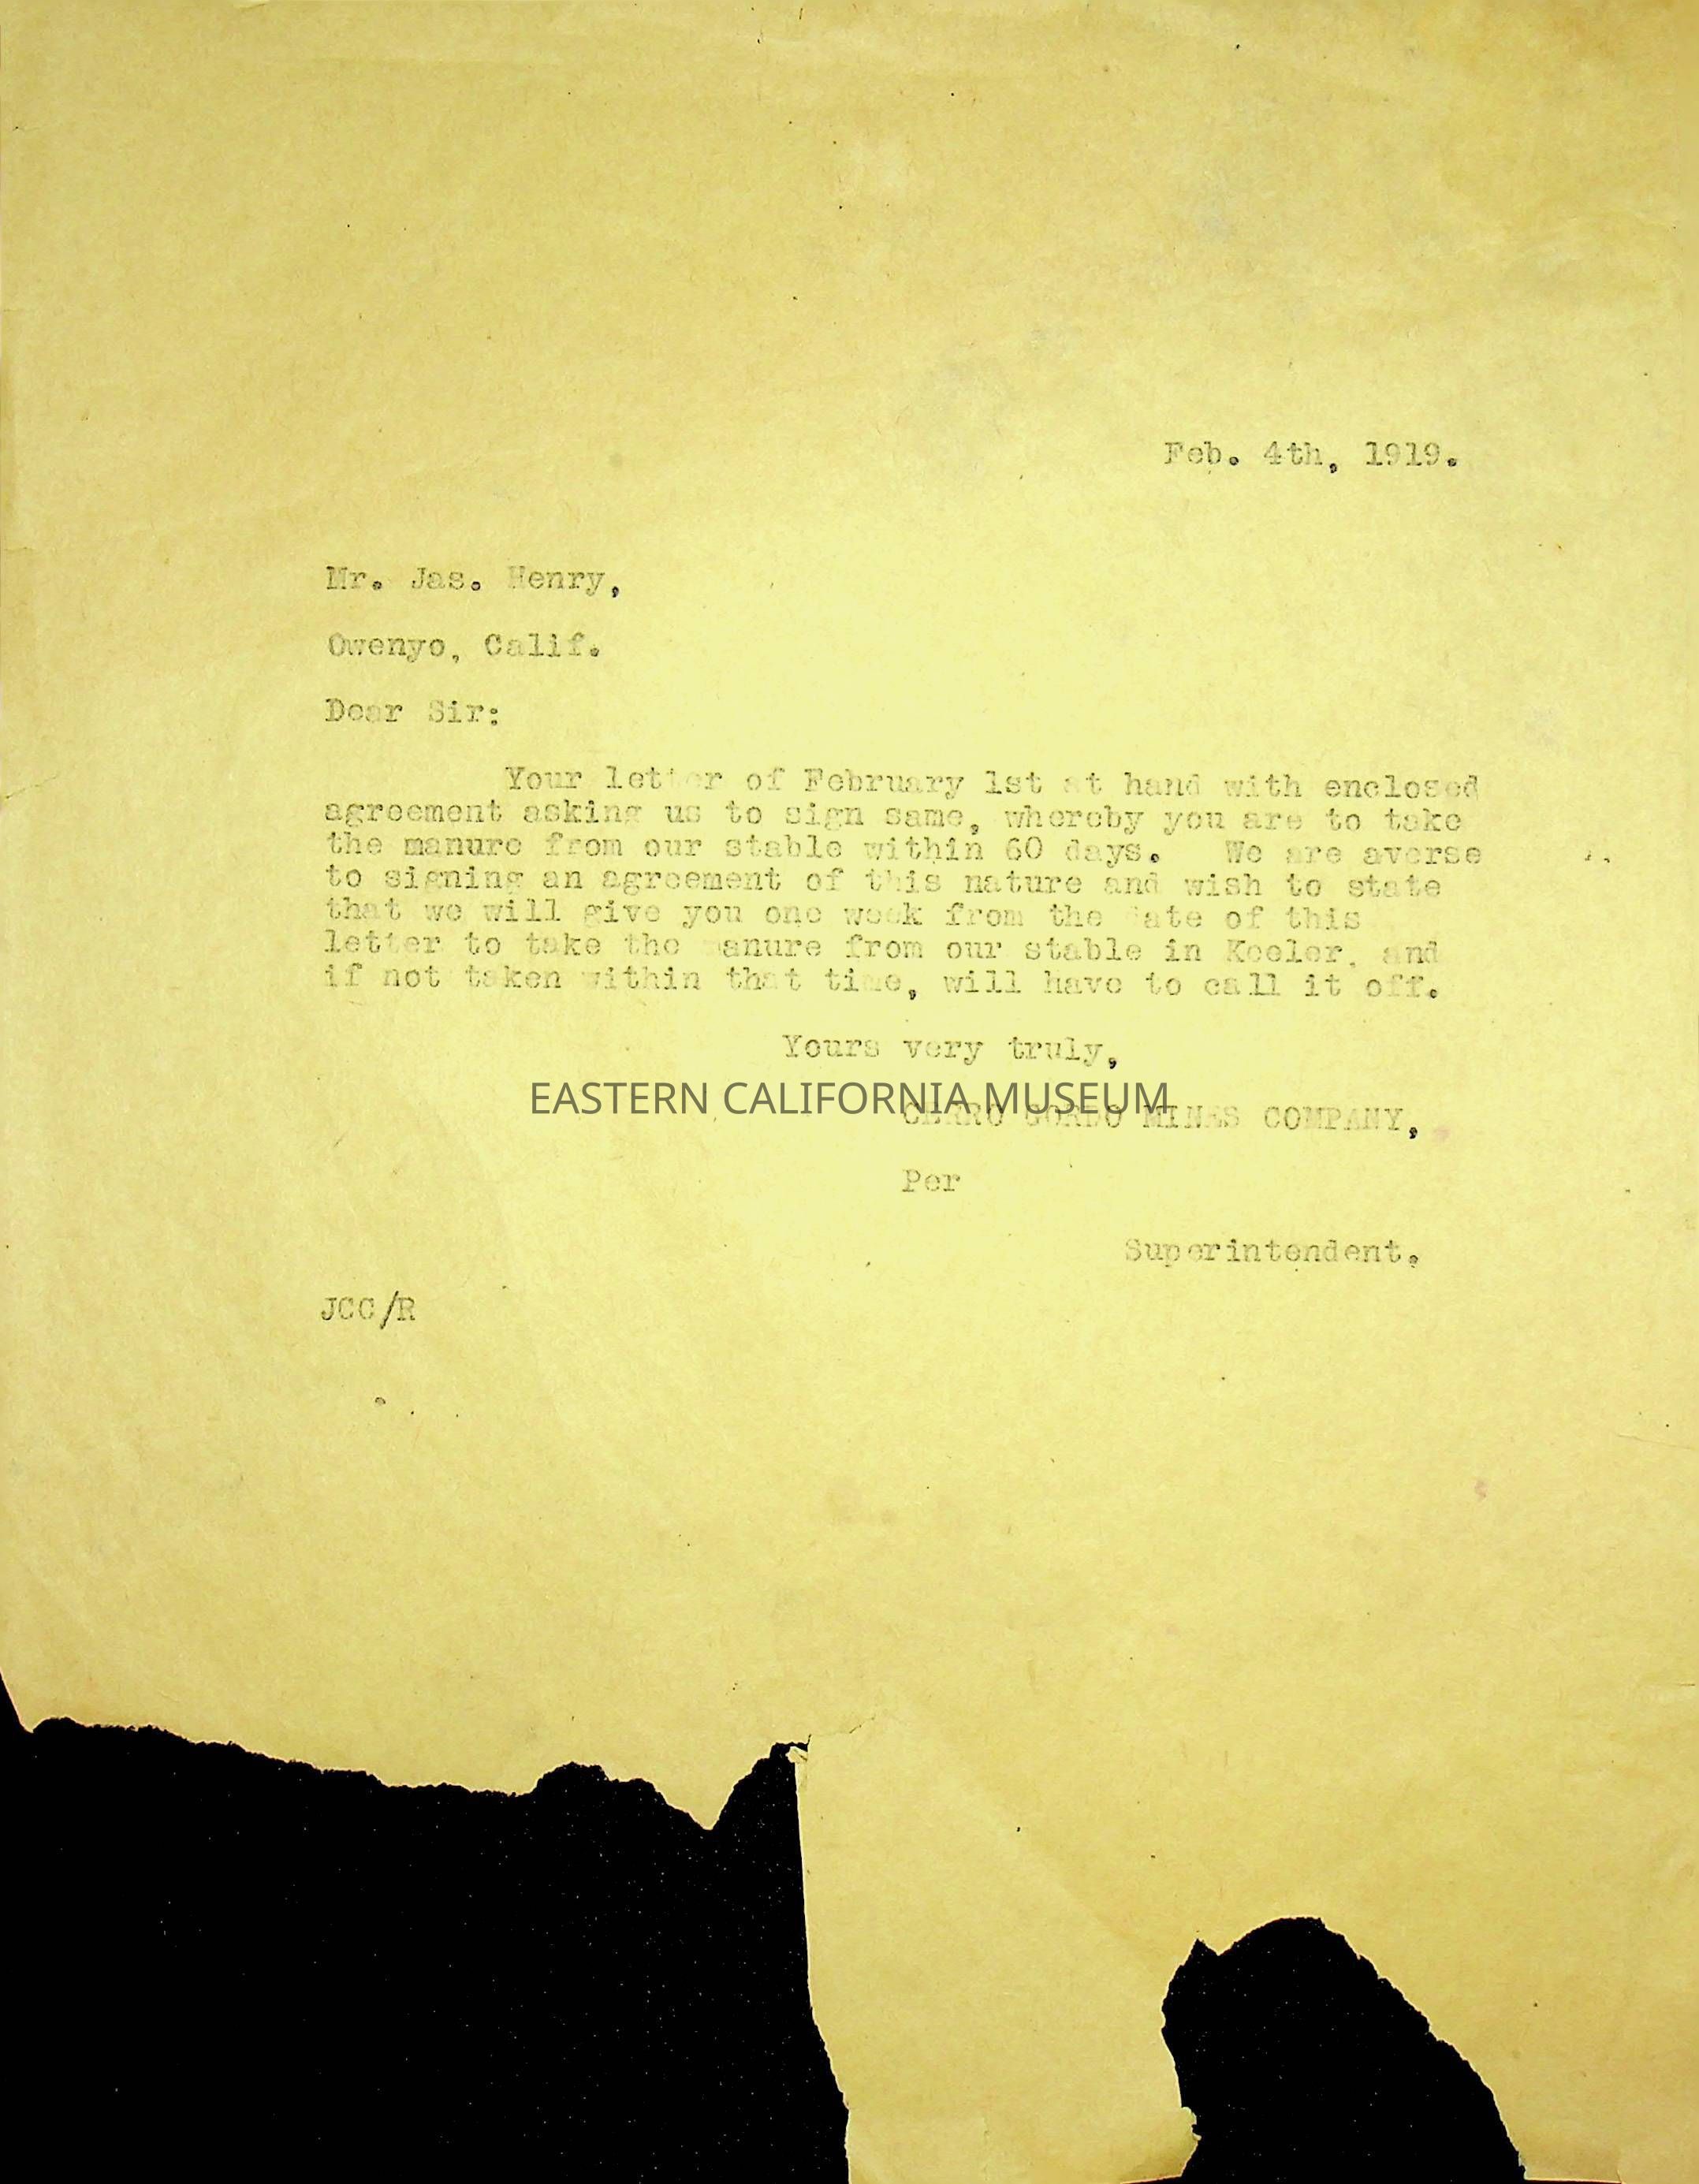 Feb. 4th, 1919.
Mr. Jas. Henry,
Owenyo, Calif.
Dear Sir:
Your letter of February 1st at hand with enclosed
agreement asking us to sign same, whereby you are to take
the manure from our stable within 60 days. We are averse
to signing an agreement of this nature and wish to state
that we will give you one week from the date of this
letter to take the manure from our stable in Keeler, and
if not taken within that time, will have to call it off.
Yours very truly,
EASTERN CALIFORNIA MUSEUM
CERRO GORDO MINES COMPANY,
Per
Superintendent.
JCC/R